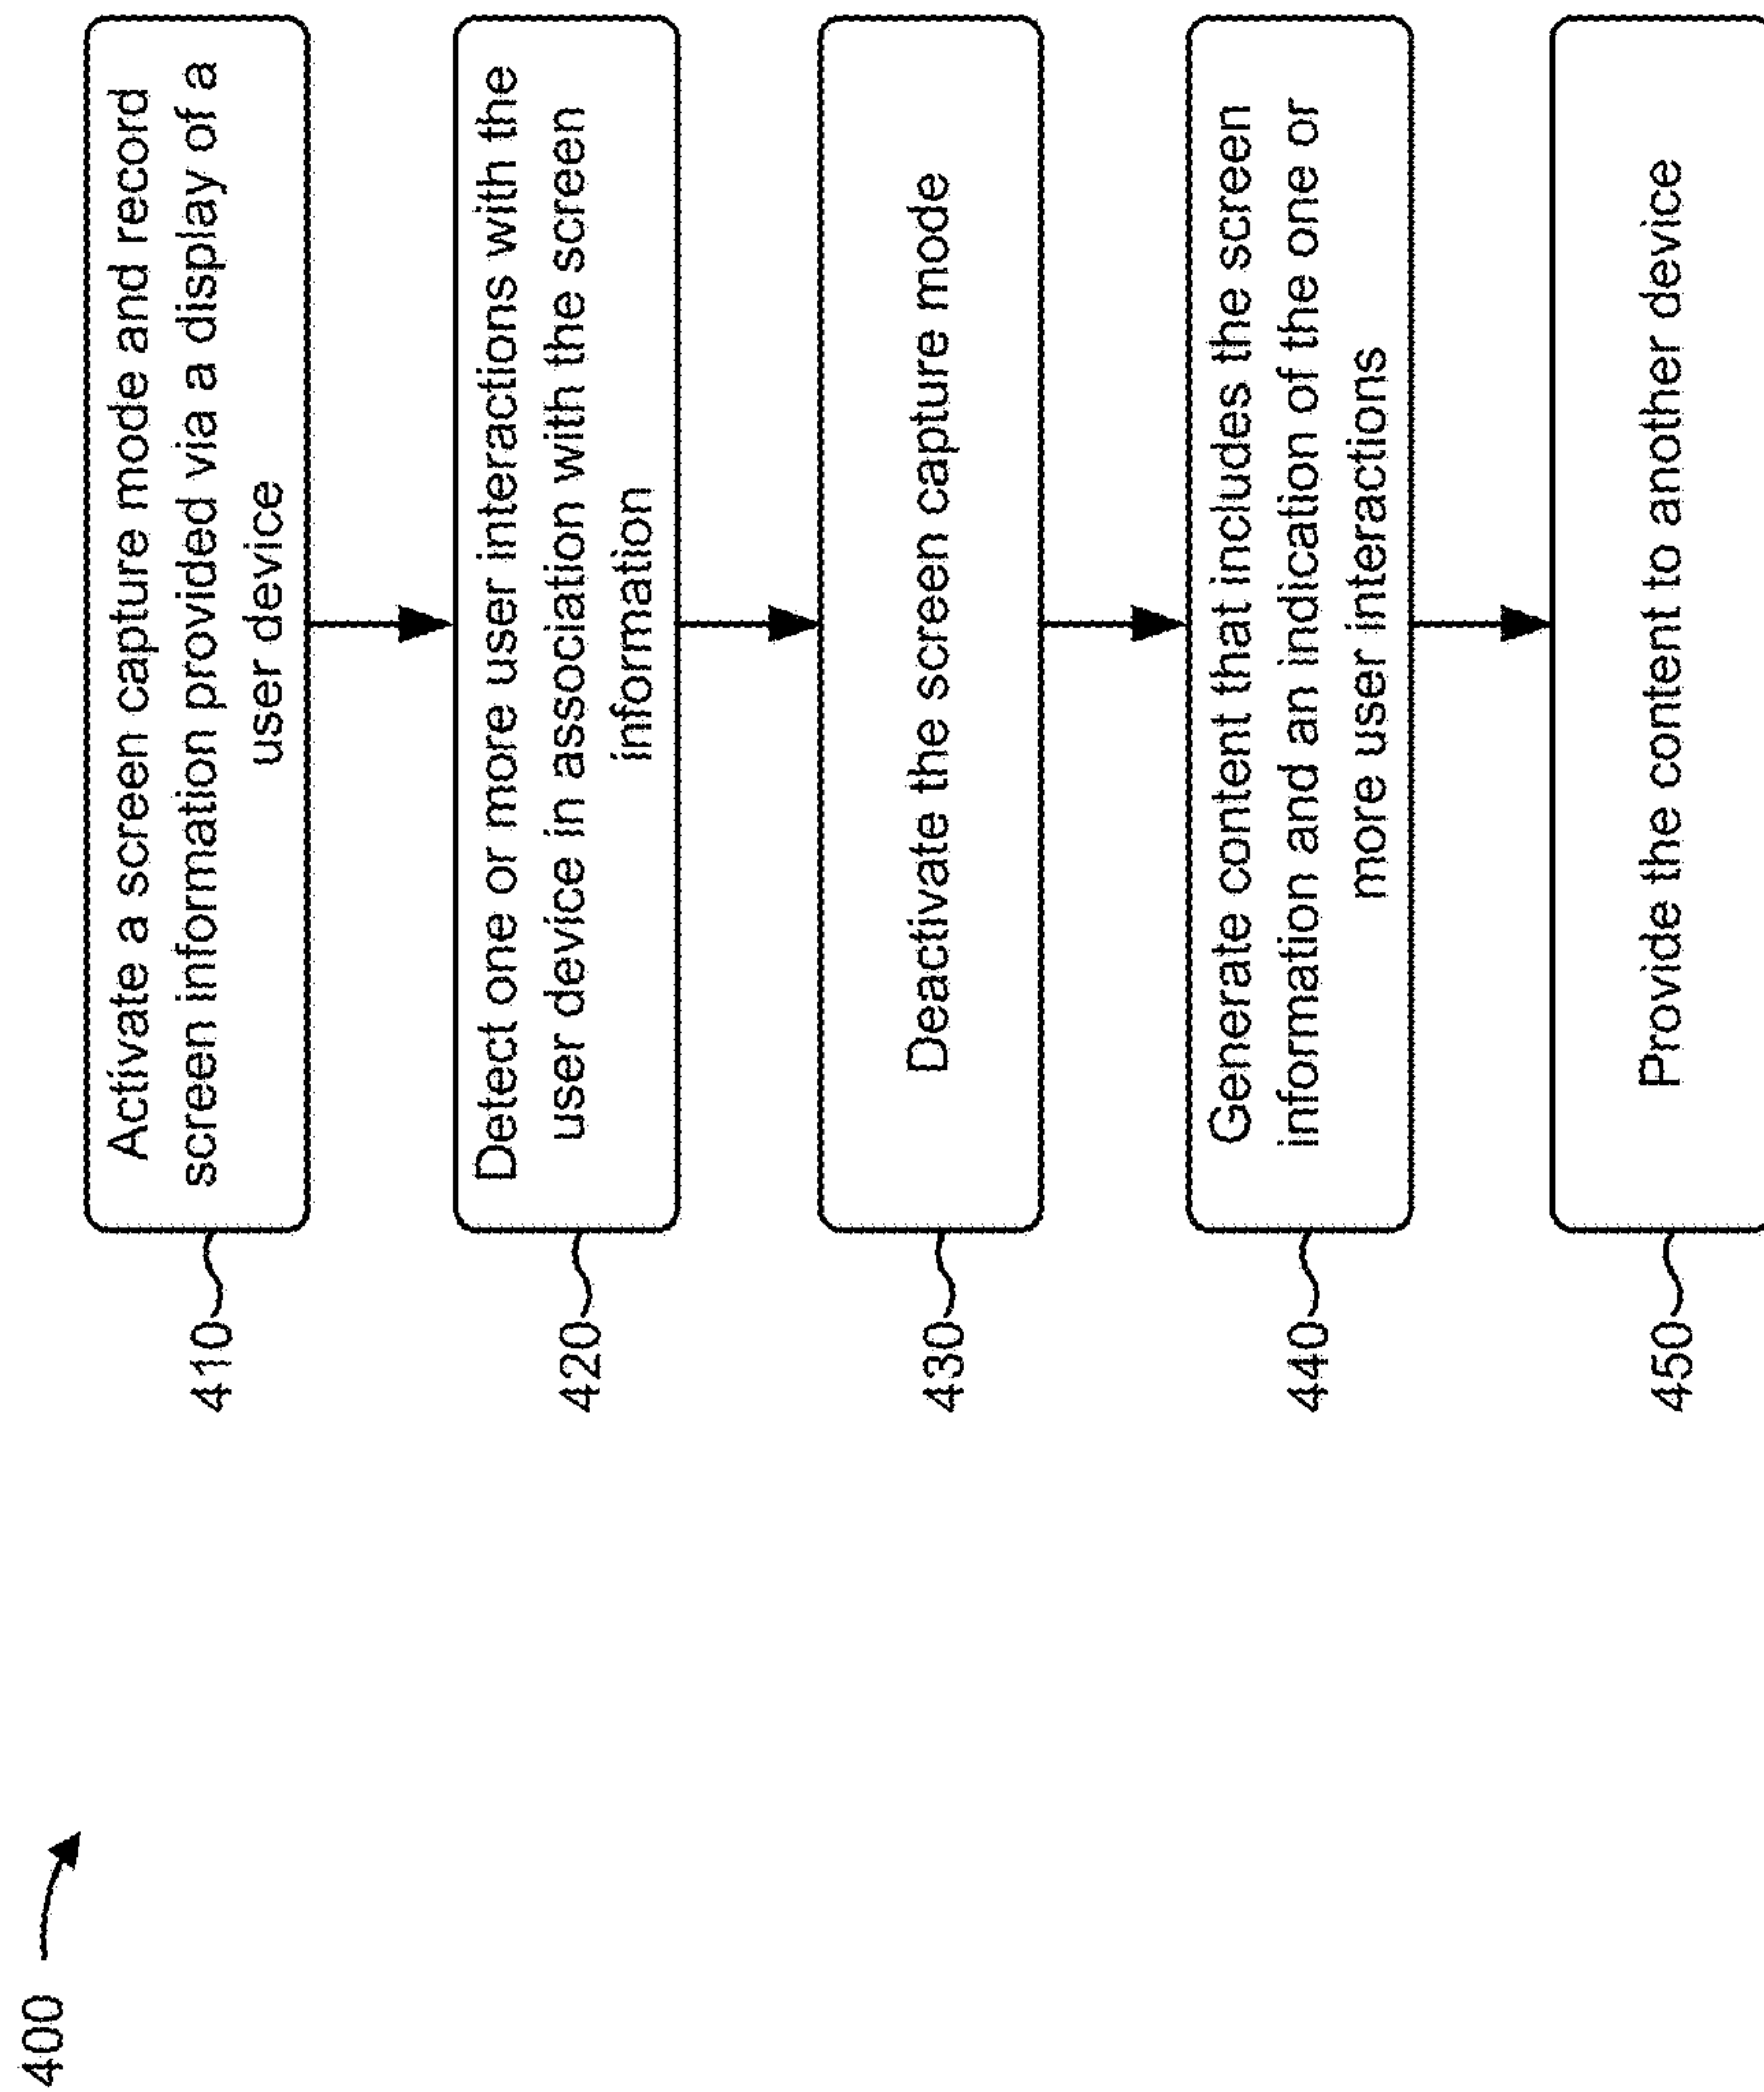 400
410
Activate a screen capture mode and record
screen information provided via a display of a
user device
420
Detect one or more user interactions with the
user device in association with the screen
information
430
Deactivate the screen capture mode
440
Generate content that includes the screen
information and an indication of the one or
more user interactions
450
Provide the content to another device